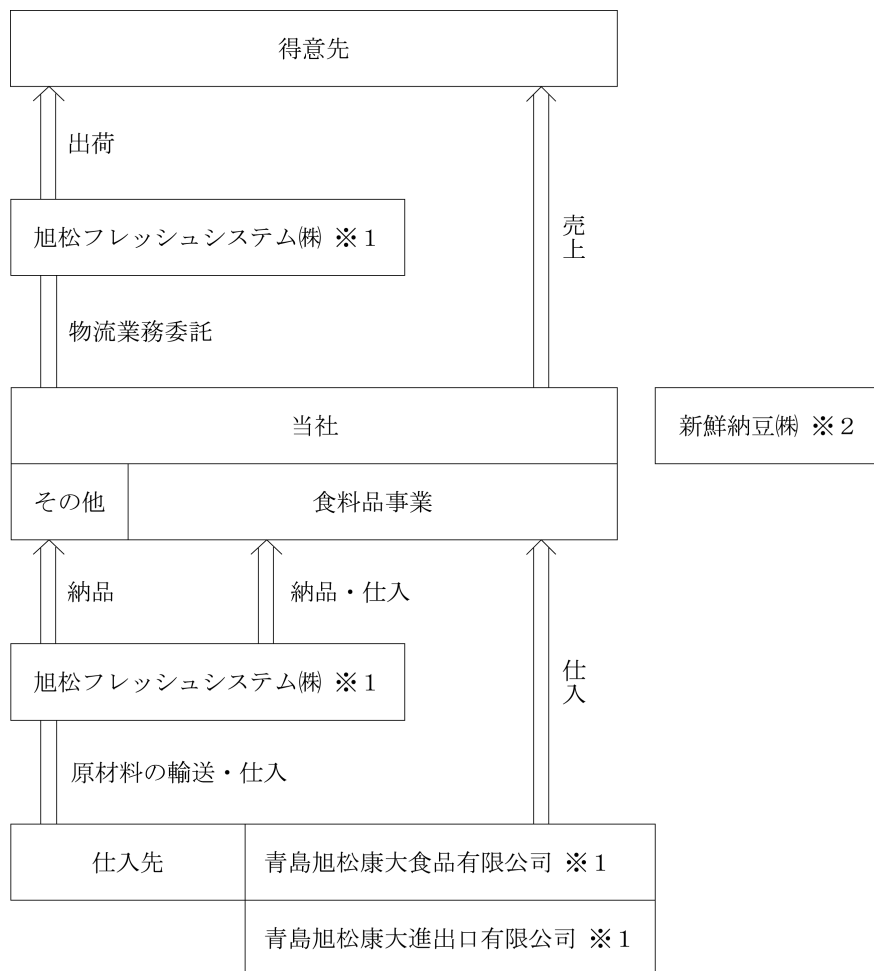 得意先
出荷
売上
旭松フレッシュシステム㈱ ※１
物流業務委託
当社
新鮮納豆㈱ ※２
その他
食料品事業
納品
納品・仕入
仕入
旭松フレッシュシステム㈱ ※１
原材料の輸送・仕入
仕入先
青島旭松康大食品有限公司 ※１
青島旭松康大進出口有限公司 ※１